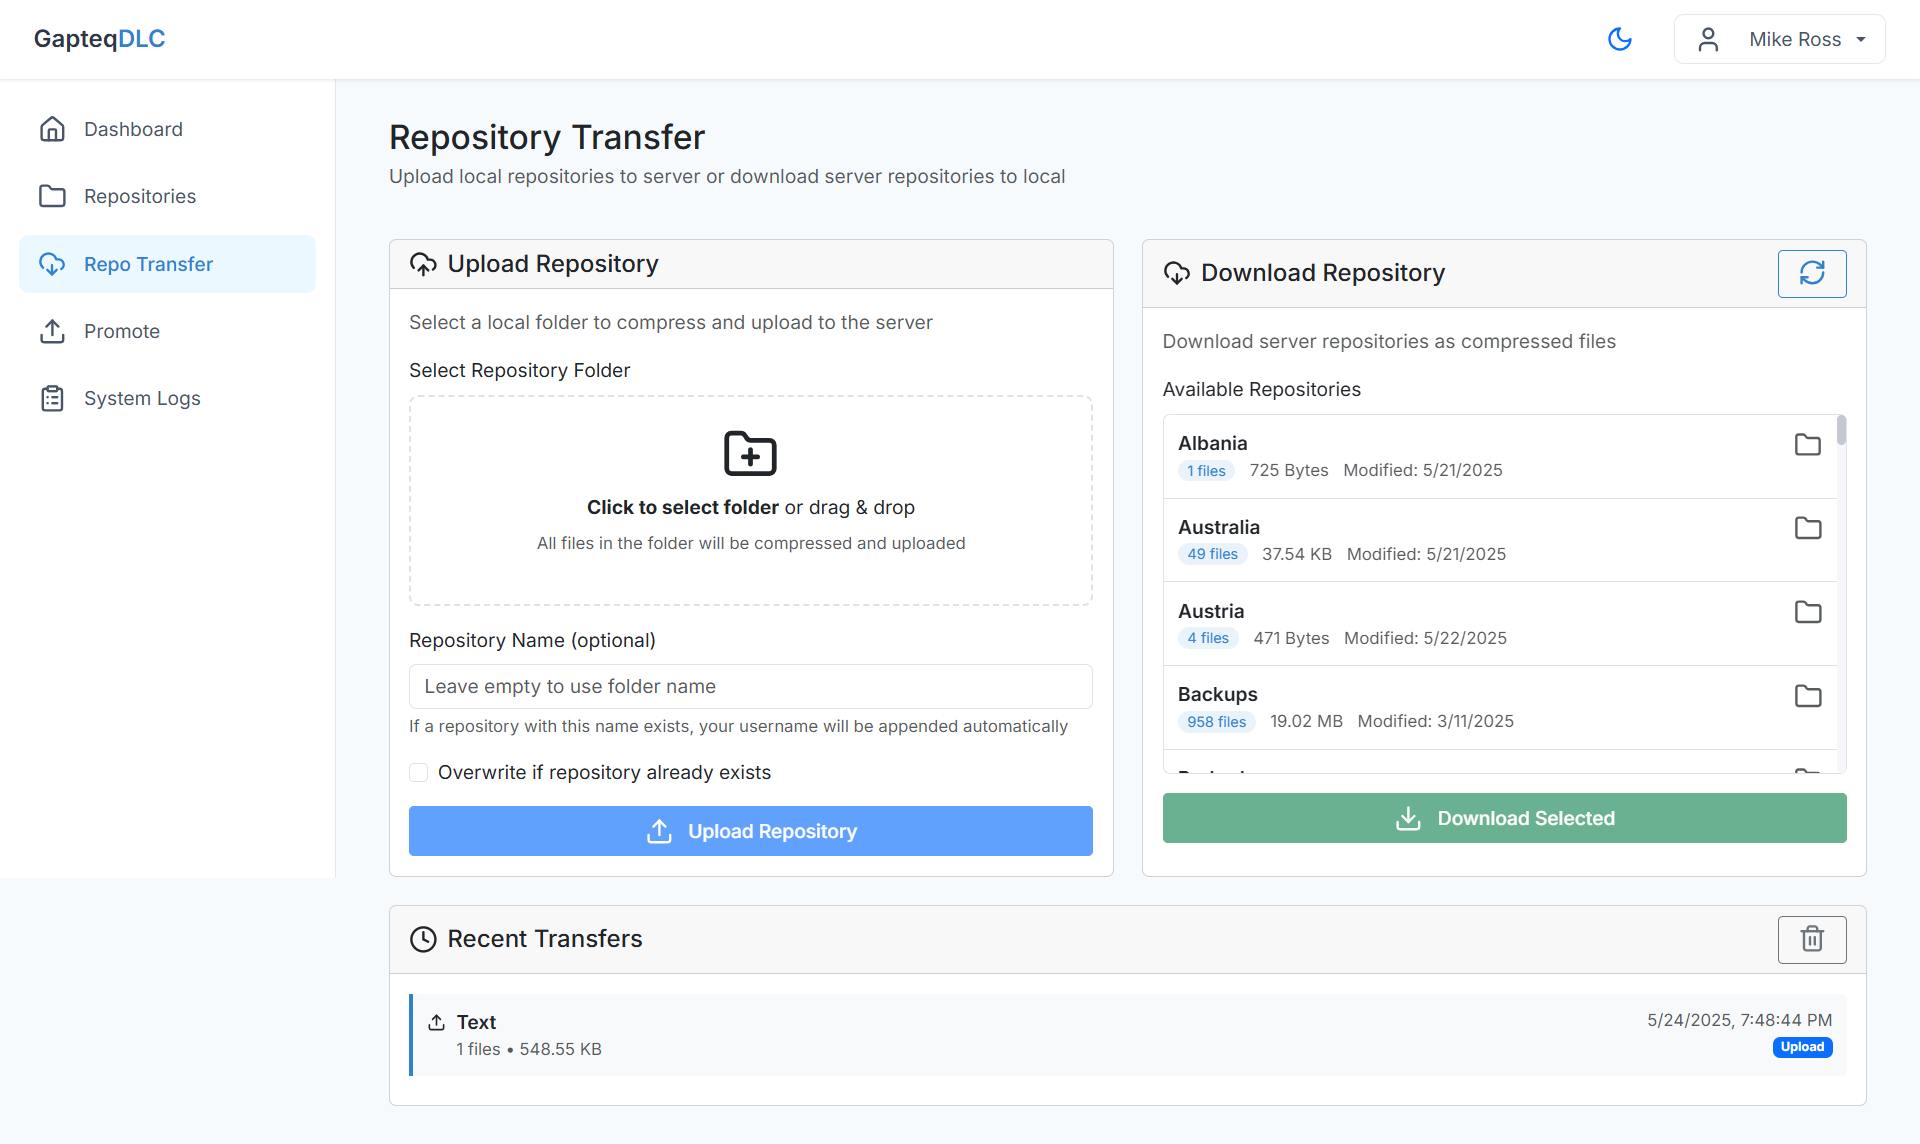 GapteqDLC
Mike Ross
Dashboard
Repositories
Repo Transfer
Promote
System Logs
Repository Transfer
Upload local repositories to server or download server repositories to local
Upload Repository
Select a local folder to compress and upload to the server
Select Repository Folder
Click to select folder or drag & drop
All files in the folder will be compressed and uploaded
Repository Name (optional)
Leave empty to use folder name
If a repository with this name exists, your username will be appended automatically
Overwrite if repository already exists
Upload Repository
Download Repository
Download server repositories as compressed files
Available Repositories
Albania
1 files 725 Bytes Modified: 5/21/2025
Australia
49 files 37.54 KB Modified: 5/21/2025
Austria
4 files 471 Bytes Modified: 5/22/2025
Backups
958 files 19.02 MB Modified: 3/11/2025
Download Selected
Recent Transfers
Text
1 files • 548.55 KB
5/24/2025, 7:48:44 PM
Upload